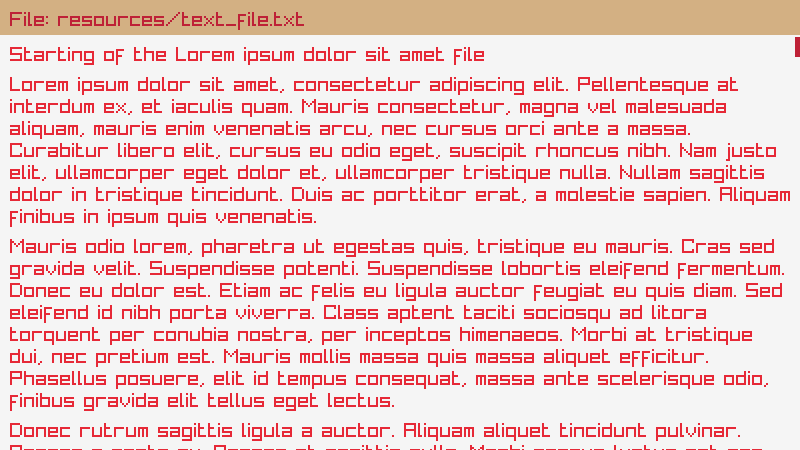 File: resources/text_file.txt
Starting of the Lorem ipsum dolor sit amet file
Lorem ipsum dolor sit amet, consectetur adipiscing elit. Pellentesque at
interdum ex, et iaculis quam. Mauris consectetur, magna vel malesuada
aliquam, mauris enim venenatis arcu, nec cursus orci ante a massa.
Curabitur libero elit, cursus eu odio eget, suscipit rhoncus nibh. Nam justo
elit, ullamcorper eget dolor et, ullamcorper tristique nulla. Nullam sagittis
dolor in tristique tincidunt. Duis ac porttitor erat, a molestie sapien. Aliquam
finibus in ipsum quis venenatis.
Mauris odio lorem, pharetra ut egestas quis, tristique eu mauris. Cras sed
gravida velit. Suspendisse potenti. Suspendisse lobortis eleifend fermentum.
Donec eu dolor est. Etiam ac felis eu ligula auctor feugiat eu quis diam. Sed
eleifend id nibh porta viverra. Class aptent taciti sociosqu ad litora
torquent per conubia nostra, per inceptos himenaeos. Morbi at tristique
dui, nec pretium est. Mauris mollis massa quis massa aliquet efficitur.
Phasellus posuere, elit id tempus consequat, massa ante scelerisque odio,
finibus gravida elit tellus eget lectus.
Donec rutrum sagittis ligula a auctor. Aliquam aliquet tincidunt pulvinar.